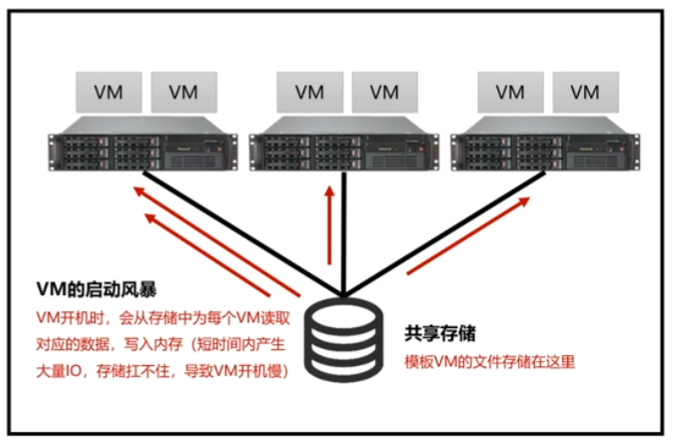 VM
VM
VM
VM
VM
VM
VM的启动风暴
VM开机时，会从存储中为每个VM读取
对应的数据，写入内存（短时间内产生
大量IO，存储扛不住，导致VM开机慢）
共享存储
模板VM的文件存储在这里